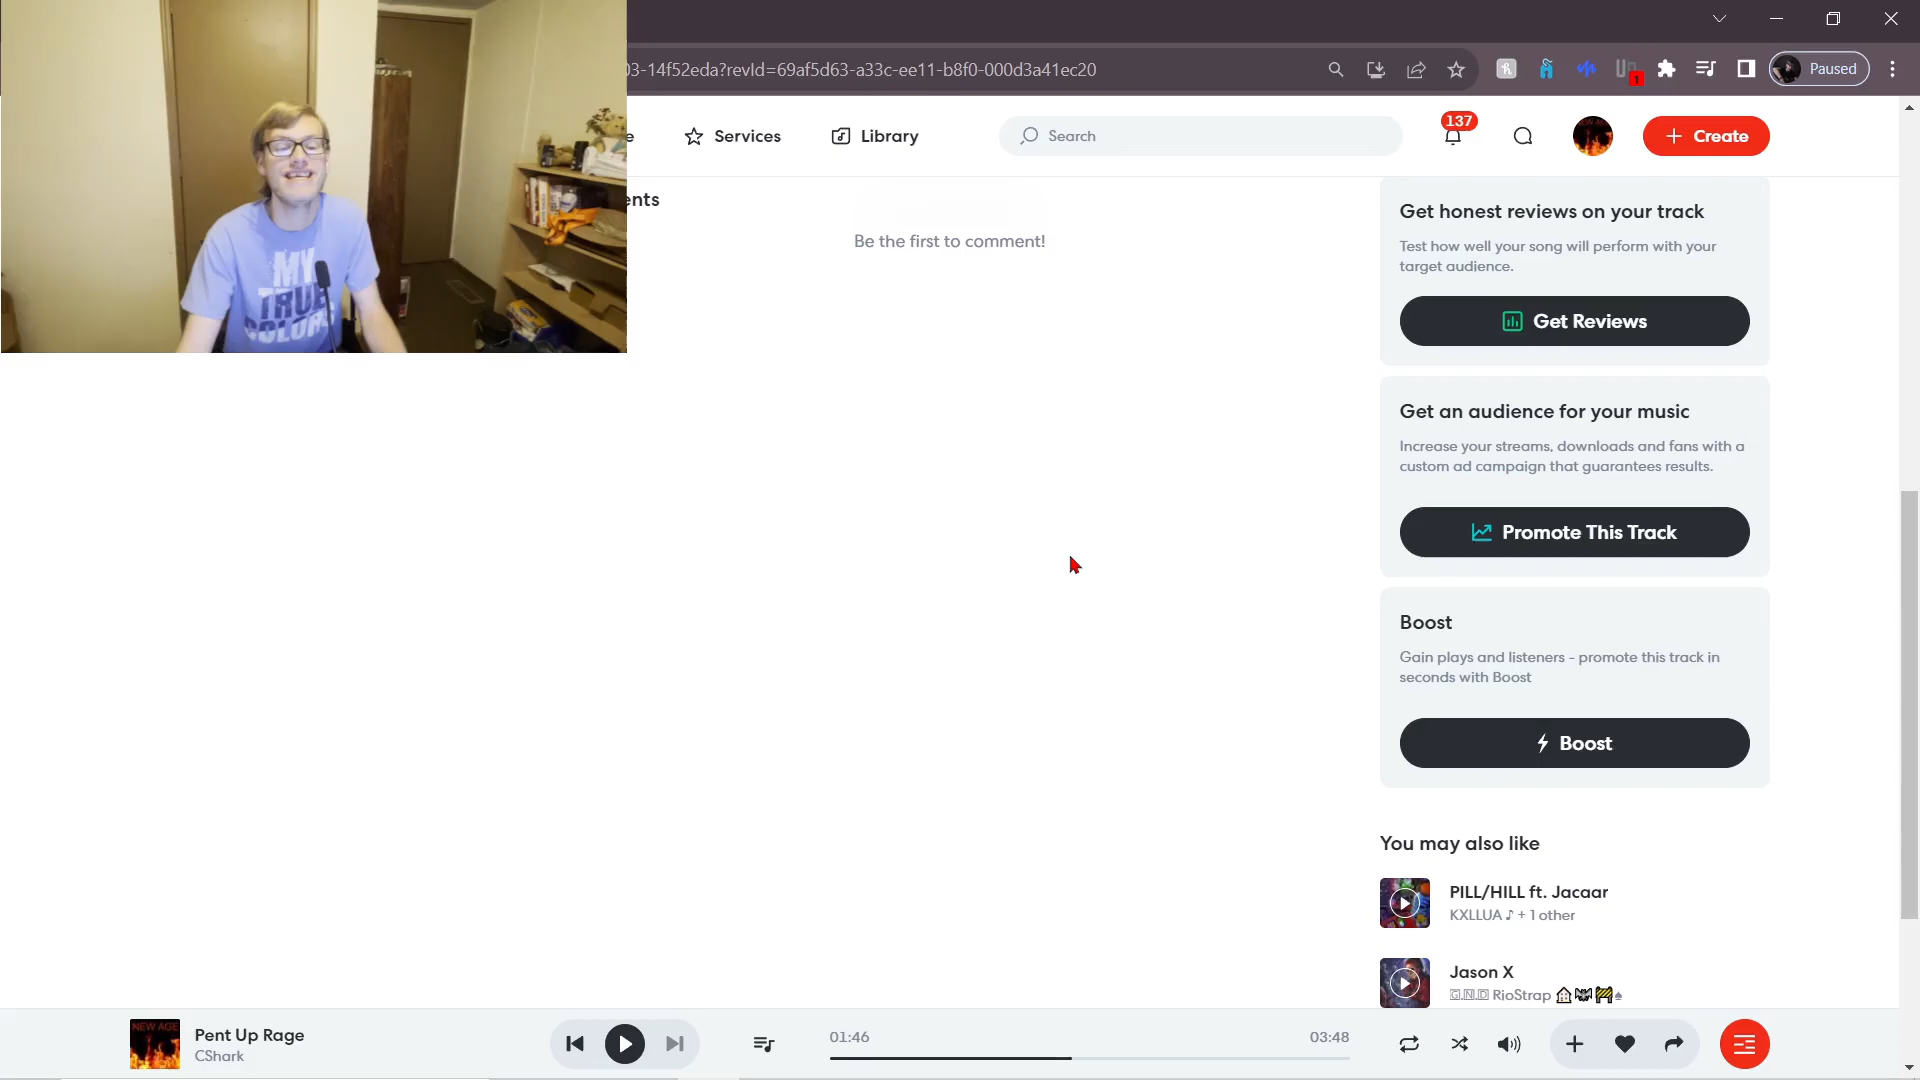 03-14f52eda?revId=69af5d63-a33c-ee11-b8f0-000d3a41ec20
1
Paused
Services
Library
Search
137
Create
ents
Be the first to comment!
MY
TRUE
COLORS
Get honest reviews on your track
Test how well your song will perform with your
target audience.
Get Reviews
Get an audience for your music
Increase your streams, downloads and fans with a
custom ad campaign that guarantees results.
Promote This Track
Boost
Gain plays and listeners - promote this track in
seconds with Boost
Boost
You may also like
PILL/HILL ft. Jacaar
KXLLUA ♪ + 1 other
Jason X
🄶.🄽.🄳 RioStrap
NEW AGE
Pent Up Rage
CShark
01:46
03:48